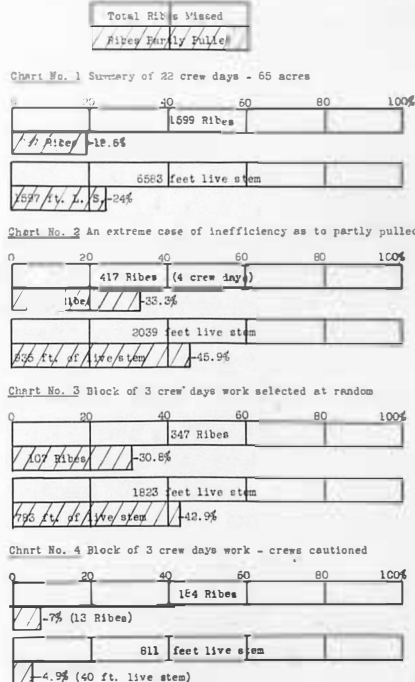 Total Ribes Missed
Ribes Partly Pulled
Chart No. 1 Summary of 22 crew days - 65 acres
0 20 40 60 80 100%
1599 Ribes
Ribes -18.6%
6583 feet live stem
1597 ft. L. S. -24%
Chart No. 2 An extreme case of inefficiency as to partly pulled
0 20 40 60 80 100%
417 Ribes (4 crew days)
-33.3%
2039 feet live stem
935 ft. of live stem -45.9%
Chart No. 3 Block of 3 crew days work selected at random
0 20 40 60 80 100%
347 Ribes
107 Ribes -30.8%
1823 feet live stem
783 ft. of live stem -42.9%
Chart No. 4 Block of 3 crew days work - crews cautioned
0 20 40 60 80 100%
184 Ribes
-7% (13 Ribes)
811 feet live stem
-4.9% (40 ft. live stem)